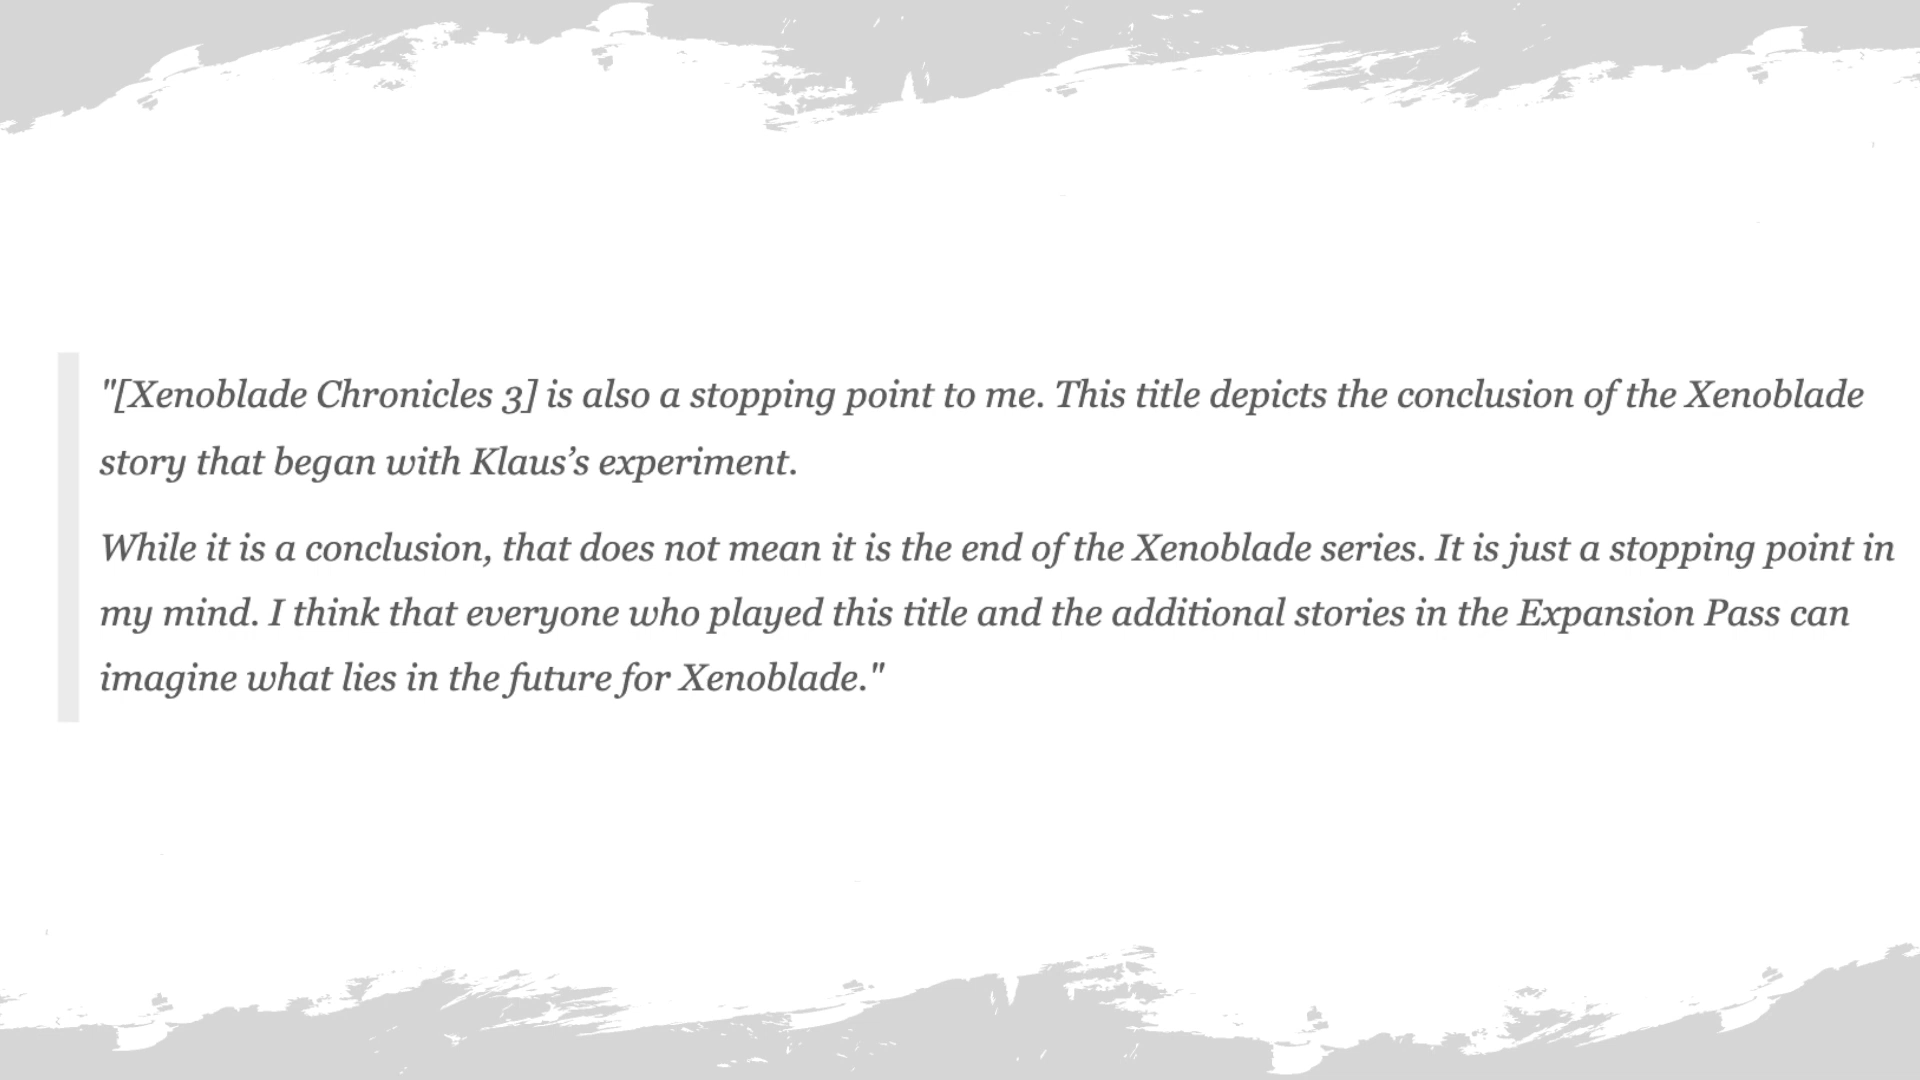 "[Xenoblade Chronicles 3] is also a stopping point to me. This title depicts the conclusion of the Xenoblade
story that began with Klaus’s experiment.
While it is a conclusion, that does not mean it is the end of the Xenoblade series. It is just a stopping point in
my mind. I think that everyone who played this title and the additional stories in the Expansion Pass can
imagine what lies in the future for Xenoblade."